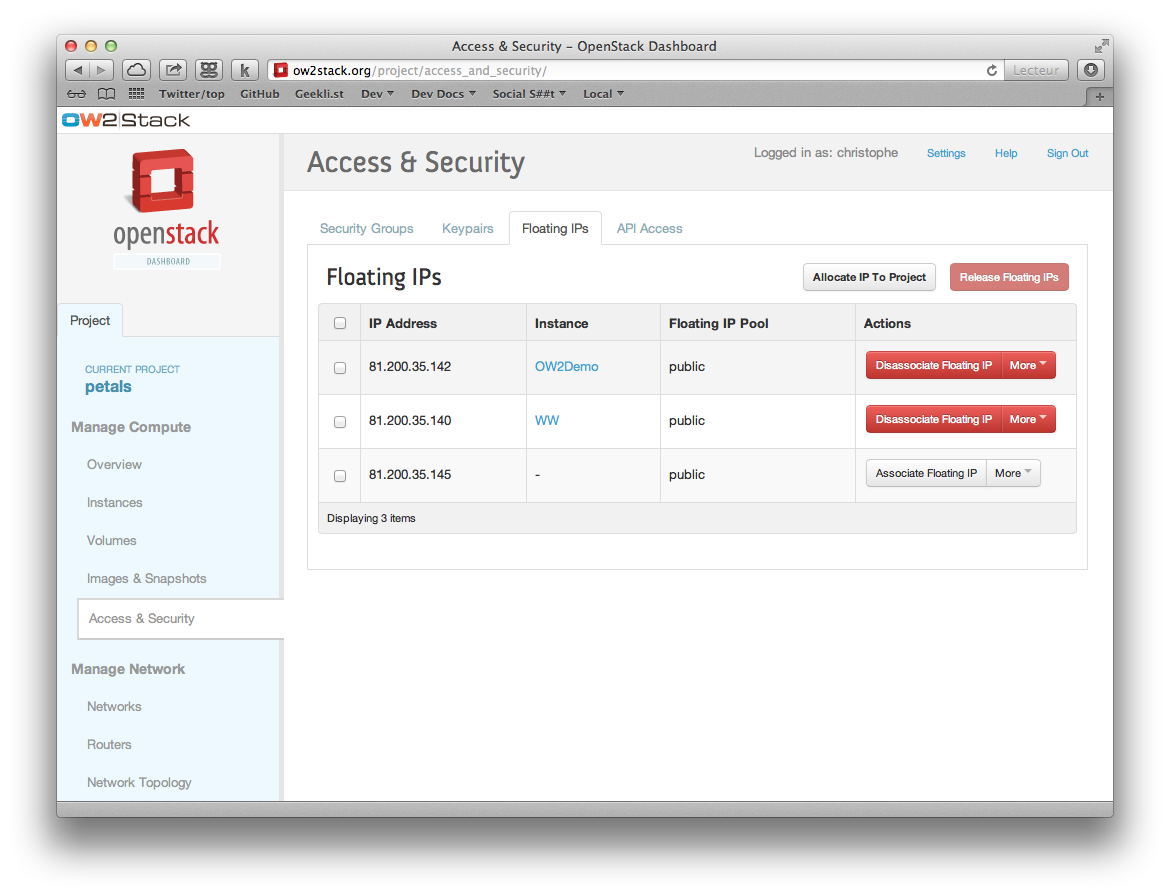 Access & Security – OpenStack Dashboard
k
ow2stack.org/project/access_and_security/
Lecteur
Twitter/top GitHub Geekli.st Dev Dev Docs Social S##t Local
OW2Stack
openstack
DASHBOARD
Access & Security
Logged in as: christophe Settings Help Sign Out
Security Groups Keypairs Floating IPs API Access
Floating IPs
Allocate IP To Project Release Floating IPs
IP Address Instance Floating IP Pool Actions
81.200.35.142 OW2Demo public Disassociate Floating IP More
81.200.35.140 WW public Disassociate Floating IP More
81.200.35.145 - public Associate Floating IP More
Displaying 3 items
Project
CURRENT PROJECT
petals
Manage Compute
Overview
Instances
Volumes
Images & Snapshots
Access & Security
Manage Network
Networks
Routers
Network Topology